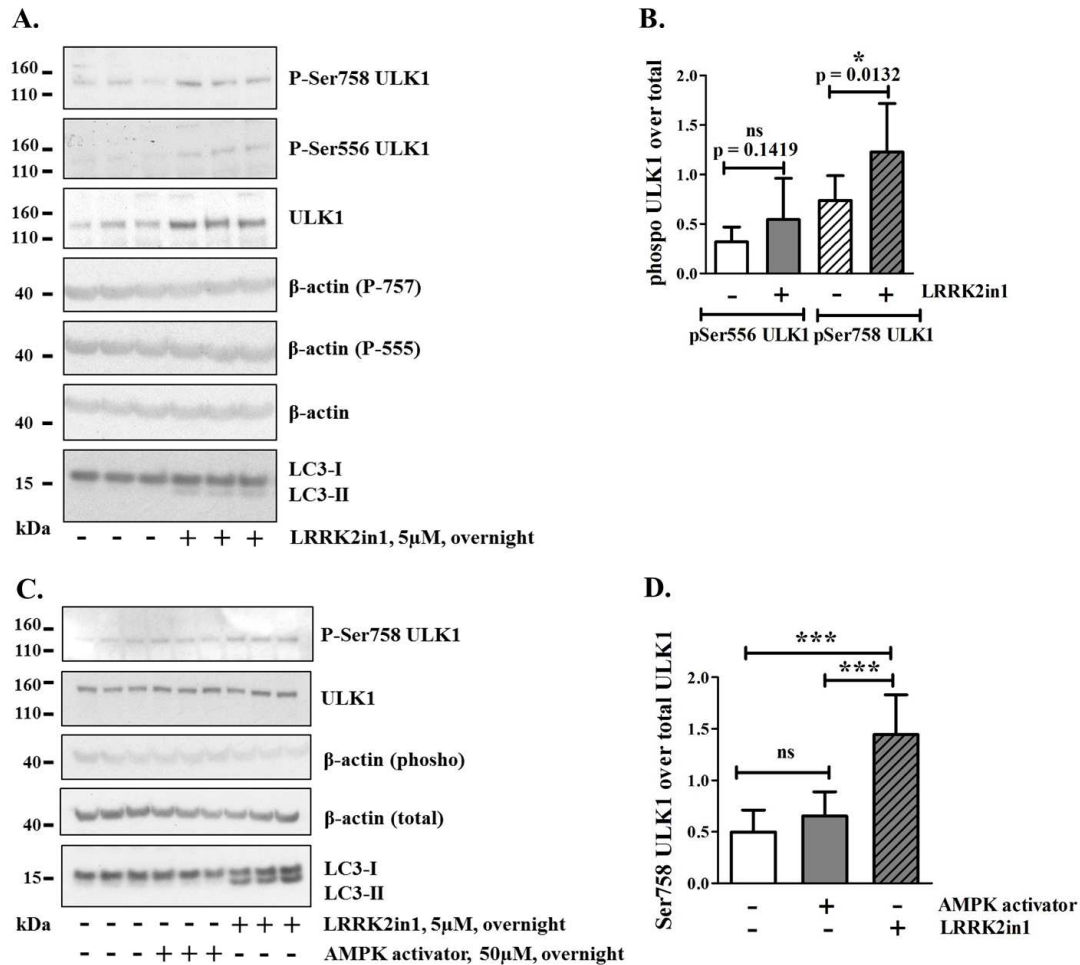 A.
160
110
P-Ser758 ULK1
160
110
P-Ser556 ULK1
160
110
ULK1
40
β-actin (P-757)
40
β-actin (P-555)
40
β-actin
15
LC3-I
LC3-II
kDa
- - - + + + LRRK2in1, 5µM, overnight
B.
phospo ULK1 over total
2.0
1.5
1.0
0.5
0.0
ns
p = 0.1419
*
p = 0.0132
- + - + LRRK2in1
pSer556 ULK1 pSer758 ULK1
C.
160
110
P-Ser758 ULK1
160
110
ULK1
40
β-actin (phosho)
40
β-actin (total)
15
LC3-I
LC3-II
kDa
- - - - - - + + + LRRK2in1, 5µM, overnight
- - - + + + - - - AMPK activator, 50µM, overnight
D.
Ser758 ULK1 over total ULK1
2.0
1.5
1.0
0.5
0.0
***
***
ns
- + - AMPK activator
- - + LRRK2in1